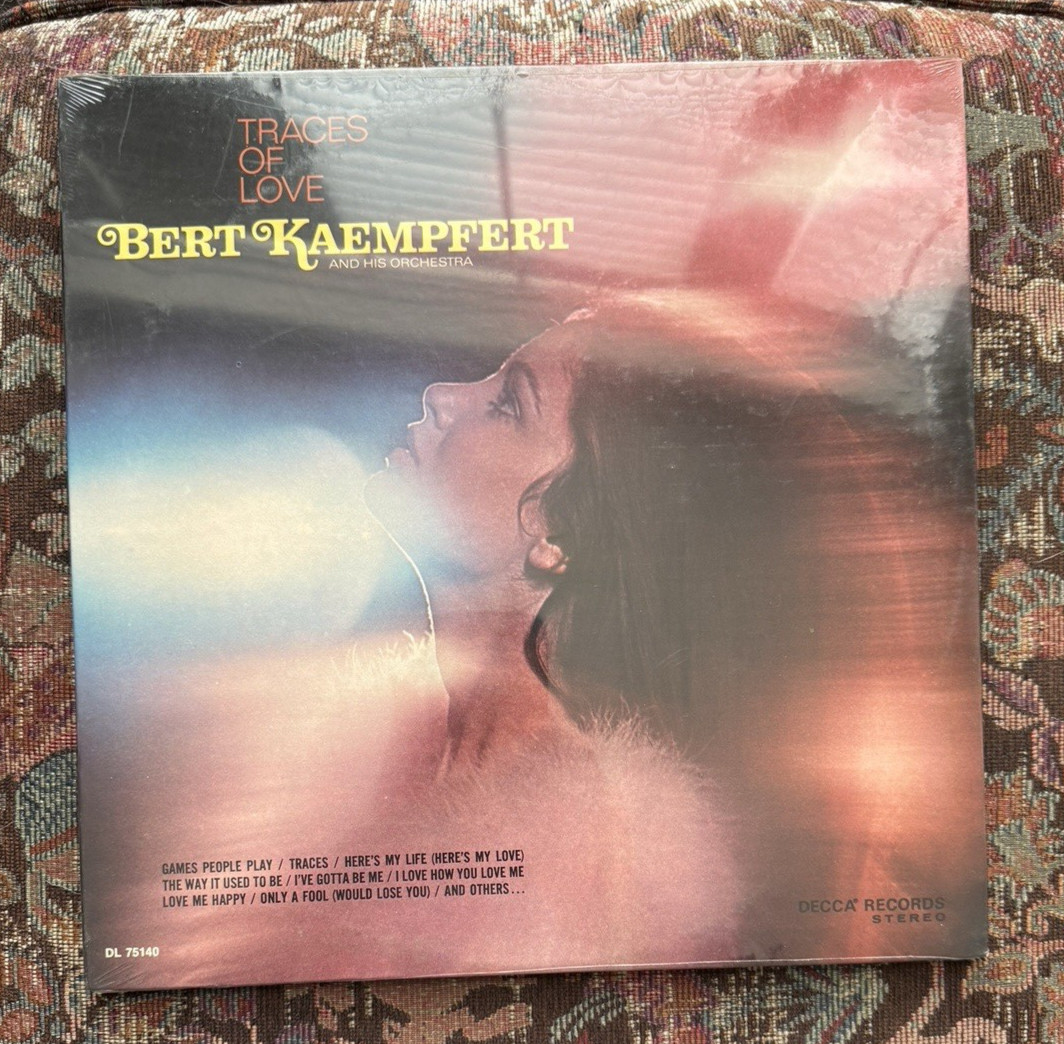 TRACES
OF
LOVE
BERT KAEMPFERT
AND HIS ORCHESTRA
GAMES PEOPLE PLAY / TRACES / HERE'S MY LIFE (HERE'S MY LOVE)
THE WAY IT USED TO BE / I'VE GOTTA BE ME / I LOVE HOW YOU LOVE ME
LOVE ME HAPPY / ONLY A FOOL (WOULD LOSE YOU) / AND OTHERS...
DECCA® RECORDS
STEREO
DL 75140